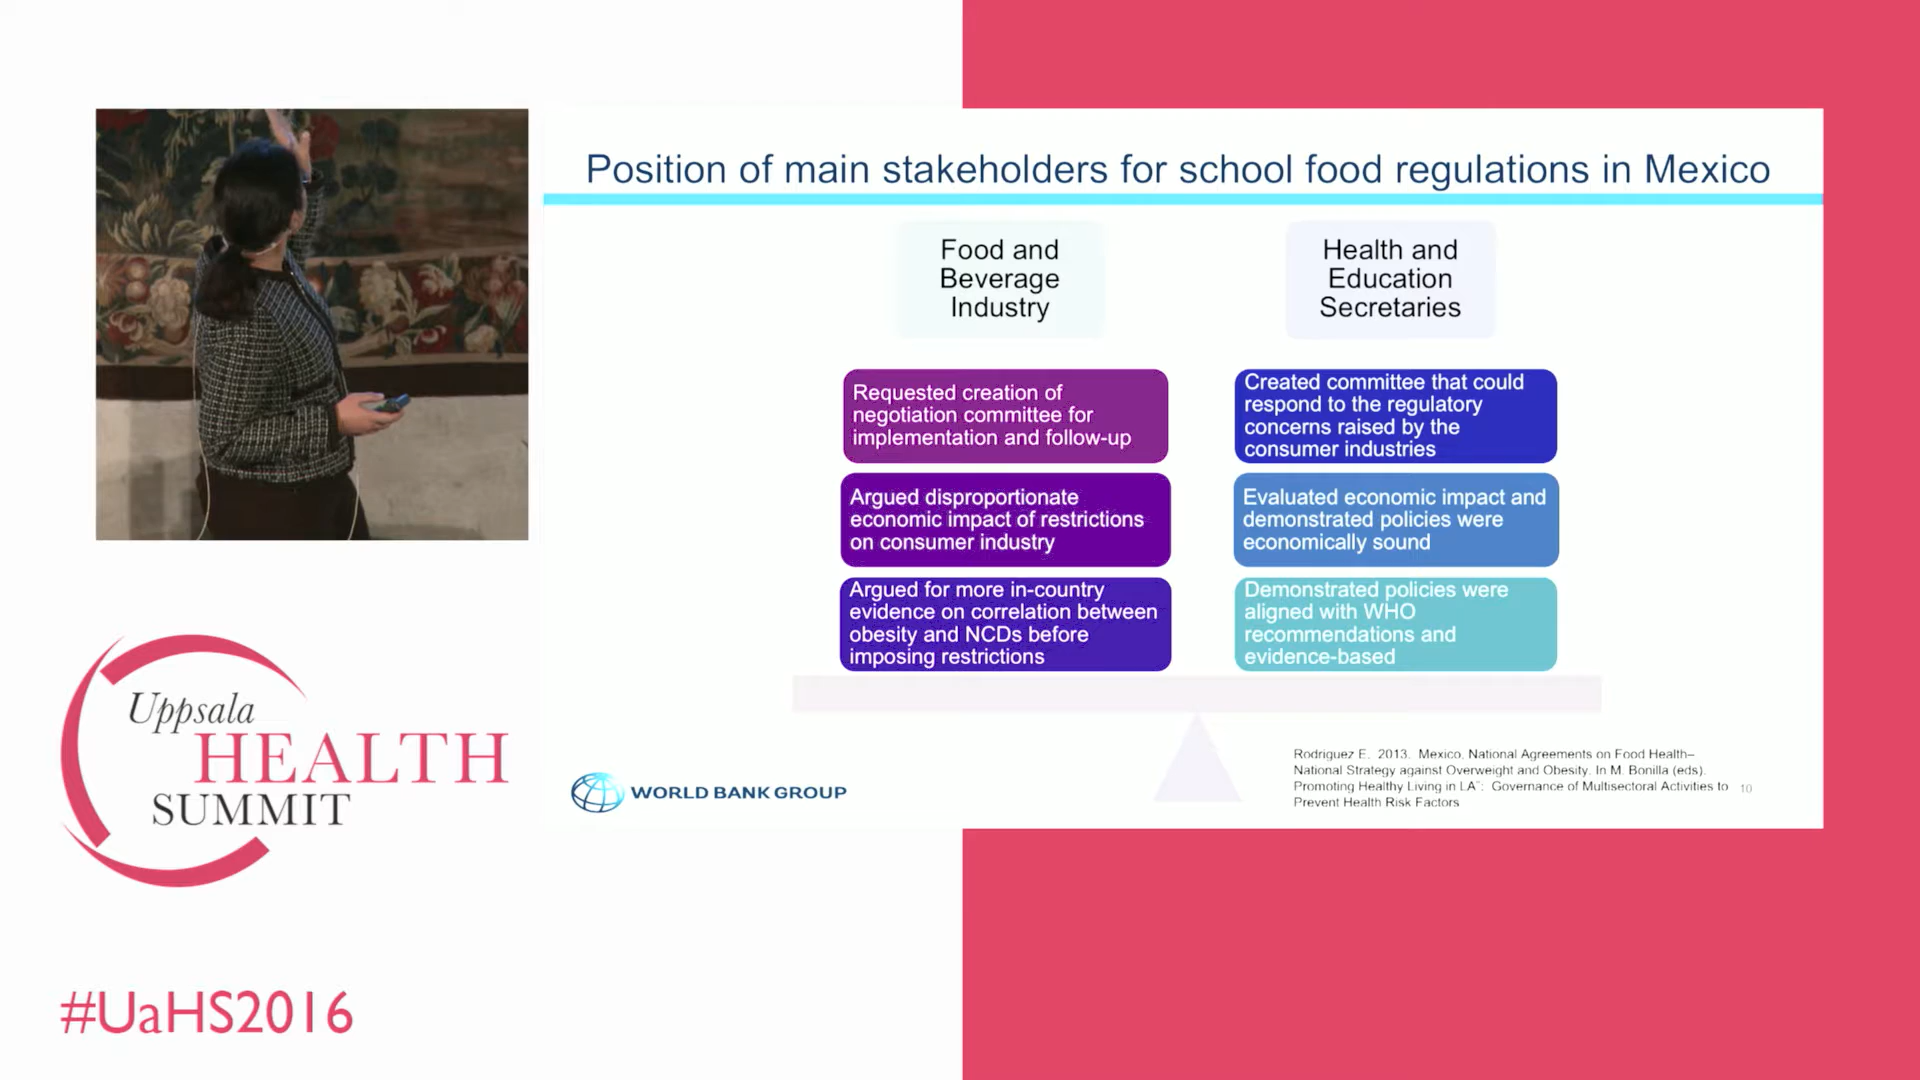 Position of main stakeholders for school food regulations in Mexico
Food and
Beverage
Industry
Health and
Education
Secretaries
Requested creation of
negotiation committee for
implementation and follow-up
Created committee that could
respond to the regulatory
concerns raised by the
consumer industries
Argued disproportionate
economic impact of restrictions
on consumer industry
Evaluated economic impact and
demonstrated policies were
economically sound
Argued for more in-country
evidence on correlation between
obesity and NCDs before
imposing restrictions
Demonstrated policies were
aligned with WHO
recommendations and
evidence-based
Rodriguez E. 2013. Mexico. National Agreements on Food Health–
National Strategy against Overweight and Obesity. In M. Bonilla (eds).
Promoting Healthy Living in LA¨: Governance of Multisectoral Activities to
Prevent Health Risk Factors
10
WORLD BANK GROUP
Uppsala
HEALTH
SUMMIT
#UaHS2016